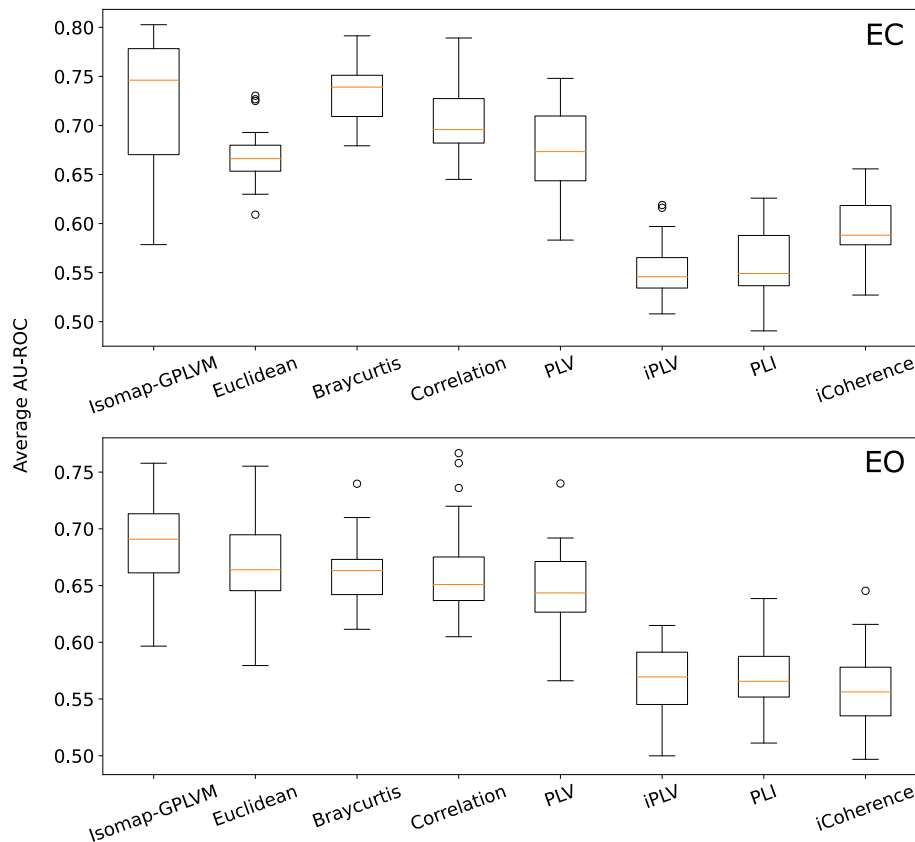 EC
0.80
0.75
0.70
0.65
0.60
0.55
0.50
Isomap-GPLVM
Euclidean
Braycurtis
Correlation
PLV
iPLV
PLI
iCoherence
Average AU-ROC
EO
0.75
0.70
0.65
0.60
0.55
0.50
Isomap-GPLVM
Euclidean
Braycurtis
Correlation
PLV
iPLV
PLI
iCoherence